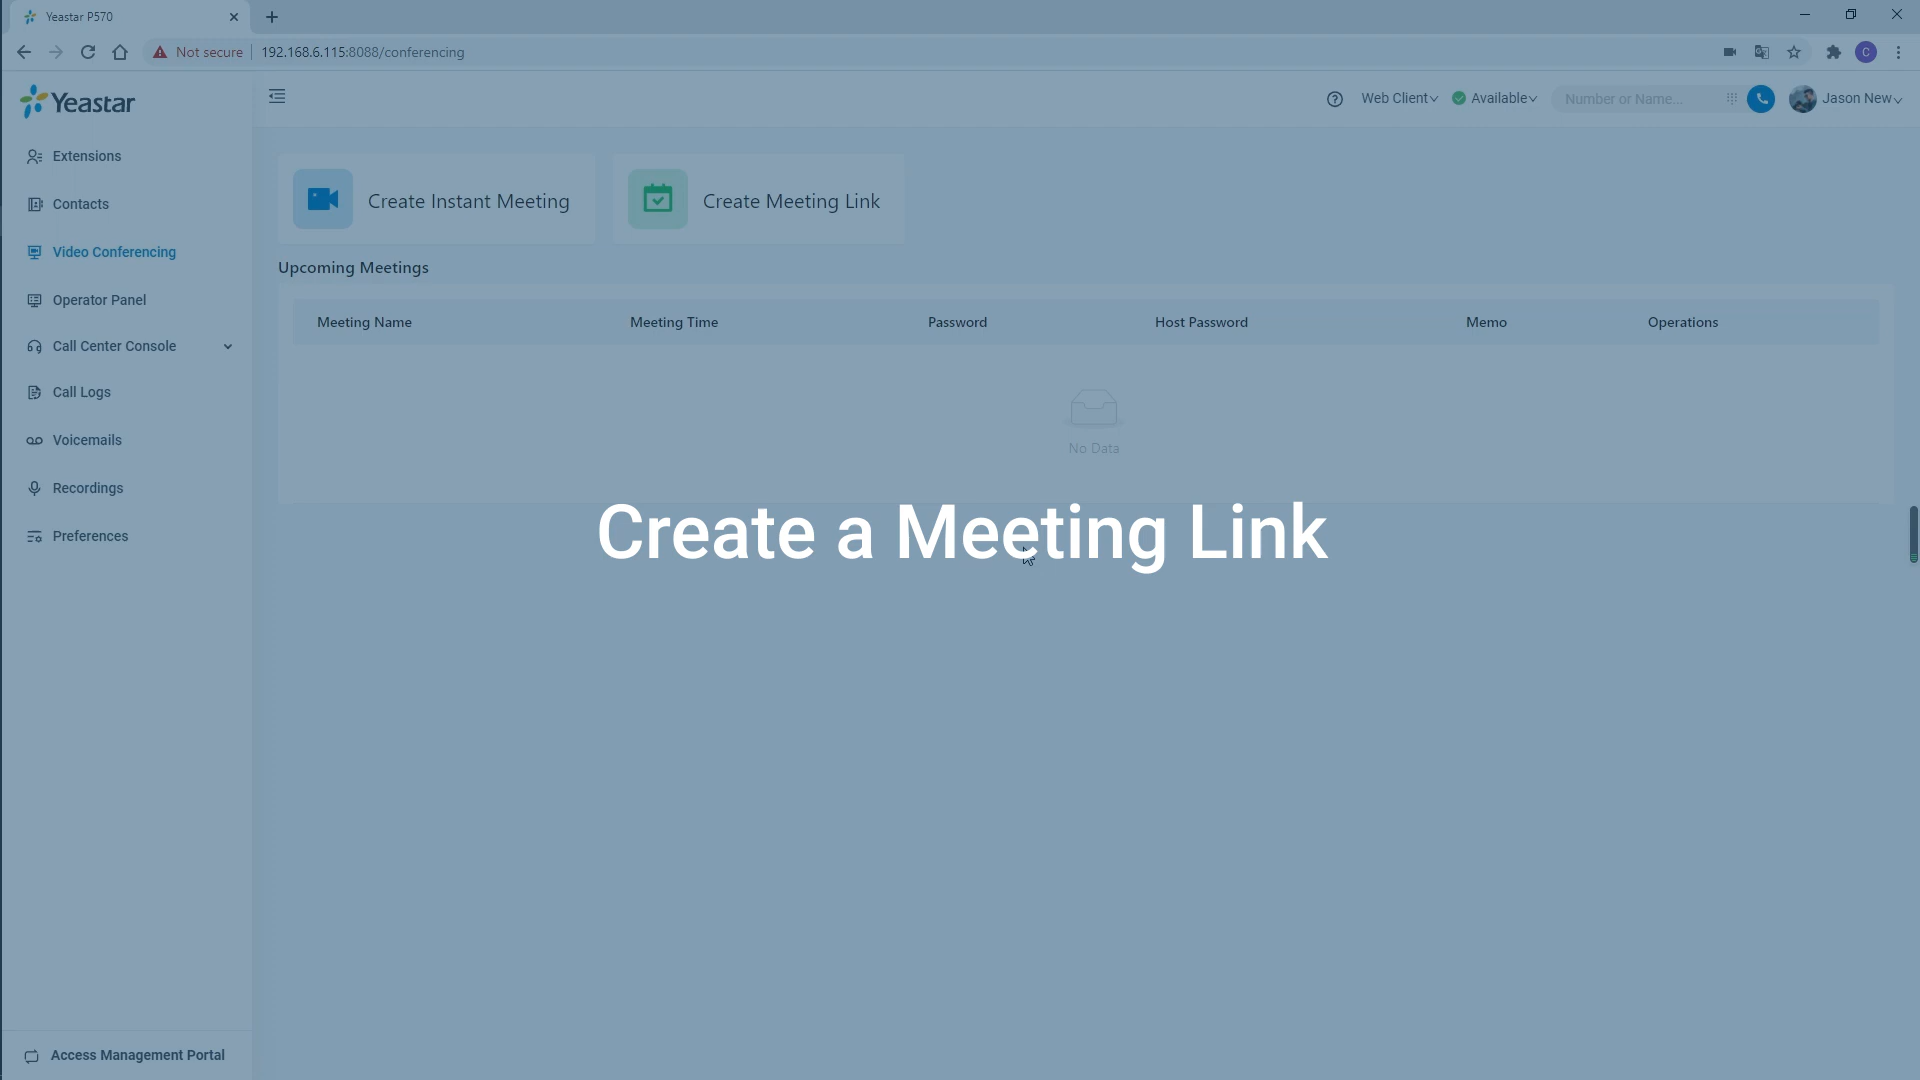 Yeastar P570
Not secure
192.168.6.115:8088/conferencing
C
Yeastar
Web Client
Available
Number or Name...
Jason New
Extensions
Contacts
Video Conferencing
Operator Panel
Call Center Console
Call Logs
Voicemails
Recordings
Preferences
Access Management Portal
Create Instant Meeting
Create Meeting Link
Upcoming Meetings
Meeting Name Meeting Time Password Host Password Memo Operations
No Data
Create a Meeting Link